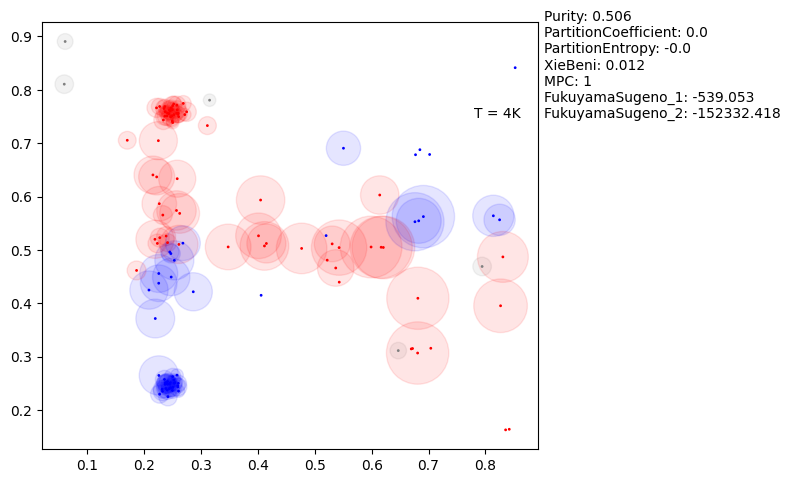 Purity: 0.506
PartitionCoefficient: 0.0
PartitionEntropy: -0.0
XieBeni: 0.012
MPC: 1
FukuyamaSugeno_1: -539.053
FukuyamaSugeno_2: -152332.418
T = 4K
0.9
0.8
0.7
0.6
0.5
0.4
0.3
0.2
0.1 0.2 0.3 0.4 0.5 0.6 0.7 0.8